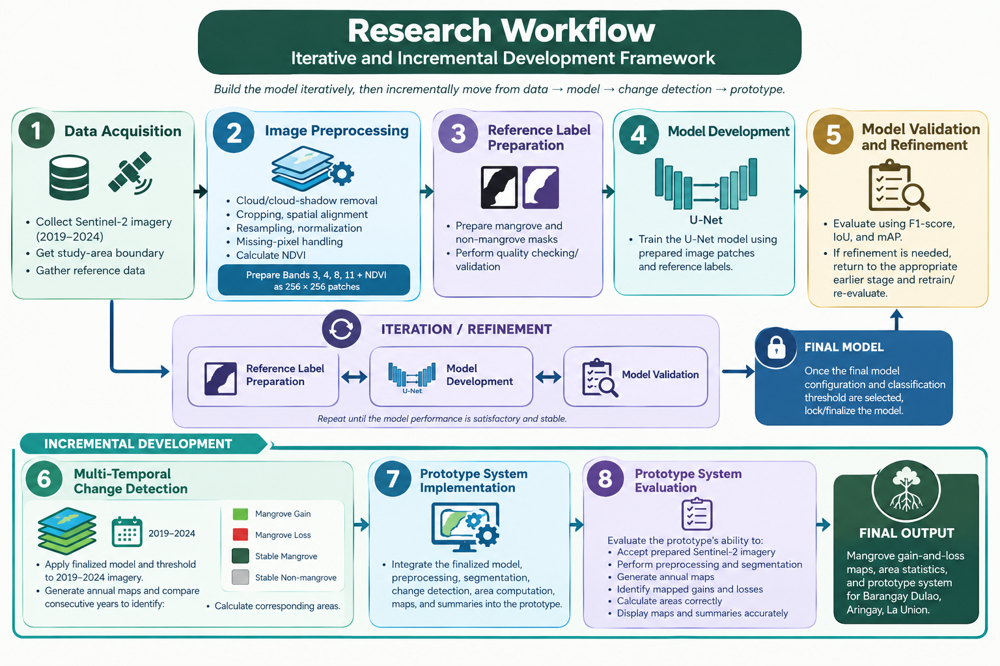 Research Workflow
Iterative and Incremental Development Framework
Build the model iteratively, then incrementally move from data → model → change detection → prototype.
1
Data Acquisition
• Collect Sentinel-2 imagery
(2019–2024)
• Get study-area boundary
• Gather reference data
2
Image Preprocessing
• Cloud/cloud-shadow removal
• Cropping, spatial alignment
• Resampling, normalization
• Missing-pixel handling
• Calculate NDVI
Prepare Bands 3, 4, 8, 11 + NDVI
as 256 × 256 patches
3
Reference Label
Preparation
• Prepare mangrove and
non-mangrove masks
• Perform quality checking/
validation
4
Model Development
U-Net
• Train the U-Net model using
prepared image patches
and reference labels.
5
Model Validation
and Refinement
• Evaluate using F1-score,
IoU, and mAP.
• If refinement is needed,
return to the appropriate
earlier stage and retrain/
re-evaluate.
ITERATION / REFINEMENT
Reference Label
Preparation
U-Net
Model
Development
Model Validation
Repeat until the model performance is satisfactory and stable.
FINAL MODEL
Once the final model
configuration and classification
threshold are selected,
lock/finalize the model.
INCREMENTAL DEVELOPMENT
6
Multi-Temporal
Change Detection
2019–2024
• Apply finalized model and threshold
to 2019–2024 imagery.
• Generate annual maps and compare
consecutive years to identify:
Mangrove Gain
Mangrove Loss
Stable Mangrove
Stable Non-mangrove
• Calculate corresponding areas.
7
Prototype System
Implementation
• Integrate the finalized model,
preprocessing, segmentation,
change detection, area computation,
maps, and summaries into the prototype.
8
Prototype System
Evaluation
Evaluate the prototype's ability to:
• Accept prepared Sentinel-2 imagery
• Perform preprocessing and segmentation
• Generate annual maps
• Identify mapped gains and losses
• Calculate areas correctly
• Display maps and summaries accurately
FINAL OUTPUT
Mangrove gain-and-loss
maps, area statistics,
and prototype system
for Barangay Dulao,
Aringay, La Union.